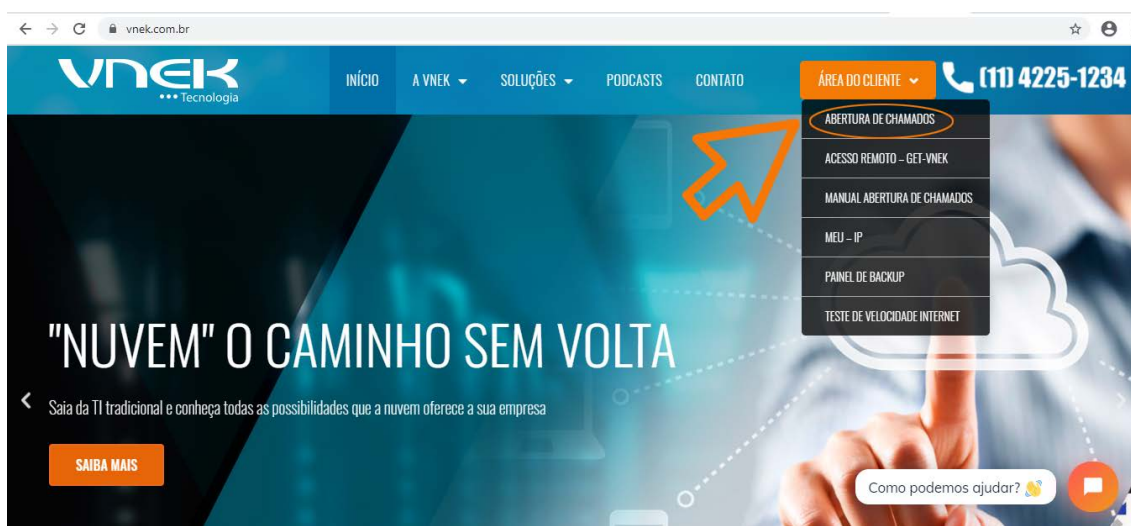 vnek.com.br
vnek
Tecnologia
INÍCIO
A VNEK
SOLUÇÕES
PODCASTS
CONTATO
ÁREA DO CLIENTE
(11) 4225-1234
ABERTURA DE CHAMADOS
ACESSO REMOTO – GET-VNEK
MANUAL ABERTURA DE CHAMADOS
MEU – IP
PAINEL DE BACKUP
TESTE DE VELOCIDADE INTERNET
"NUVEM" O CAMINHO SEM VOLTA
Saia da TI tradicional e conheça todas as possibilidades que a nuvem oferece a sua empresa
SAIBA MAIS
Como podemos ajudar? 👋